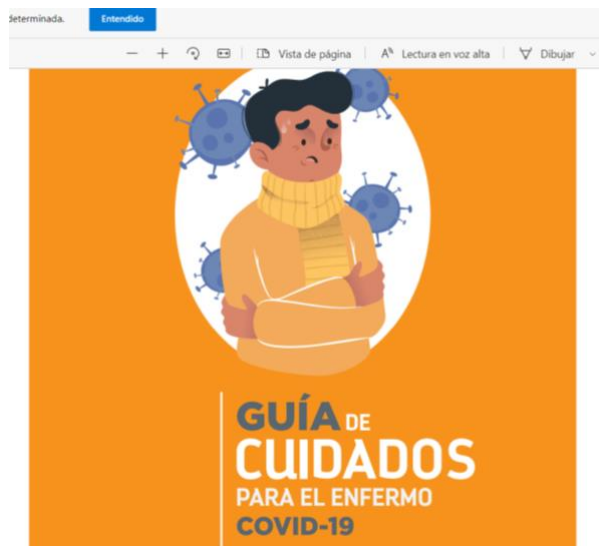 determinada. Entendido
Vista de página Lectura en voz alta Dibujar
GUÍA DE
CUIDADOS
PARA EL ENFERMO
COVID-19